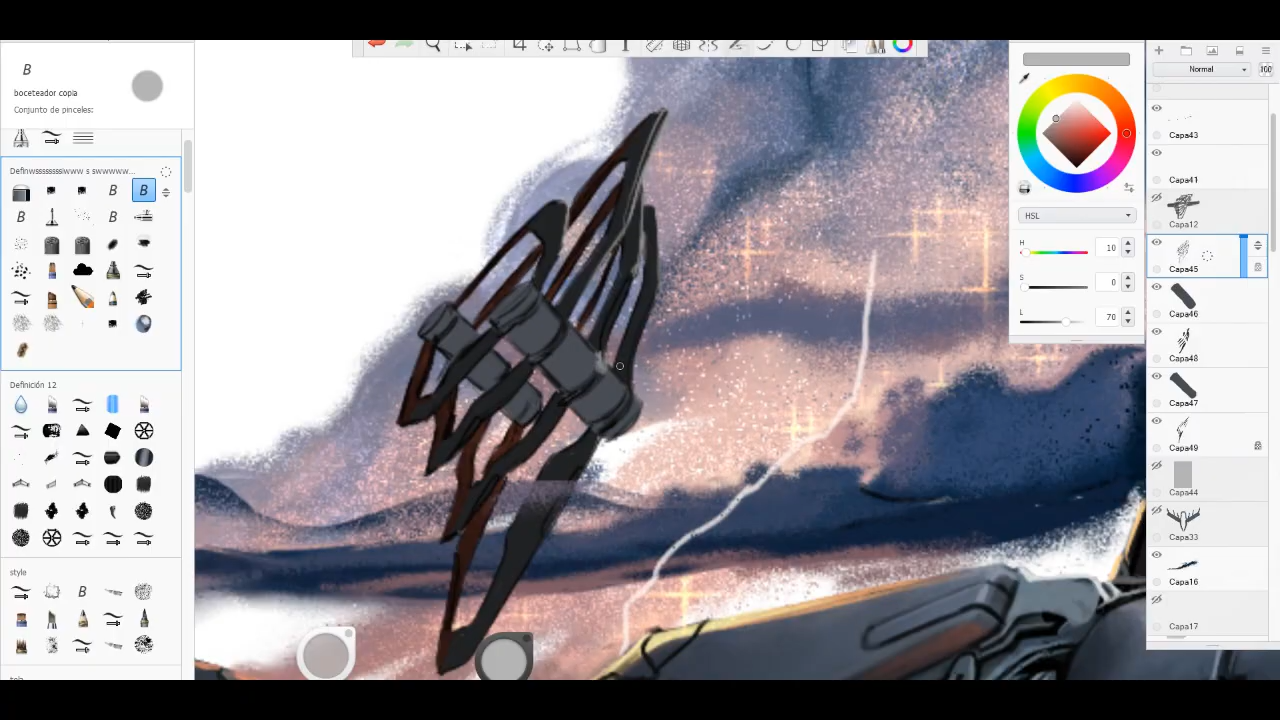 B
boceteador copia
Conjunto de pinceles:
Definwsssssssiwww s swwwww...
B B
B B
Definición 12
style
B
T
HSL
H 10
S 0
L 70
Normal 100
Capa43
Capa41
Capa12
Capa45
Capa46
Capa48
Capa47
Capa49
Capa44
Capa33
Capa16
Capa17